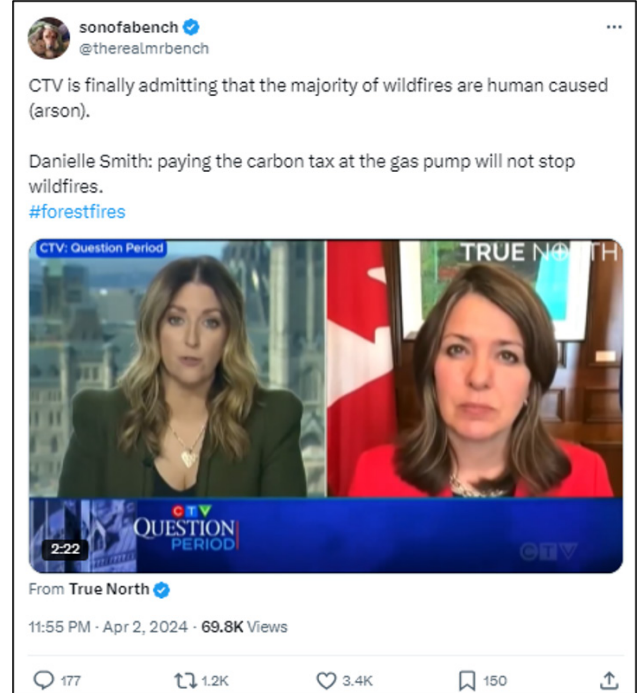 sonofabench
@therealmrbench
CTV is finally admitting that the majority of wildfires are human caused
(arson).
Danielle Smith: paying the carbon tax at the gas pump will not stop
wildfires.
#forestfires
CTV: Question Period
TRUE NORTH
CTV
QUESTION
PERIOD
2:22
CTV
From True North
11:55 PM · Apr 2, 2024 · 69.8K Views
177
1.2K
3.4K
150